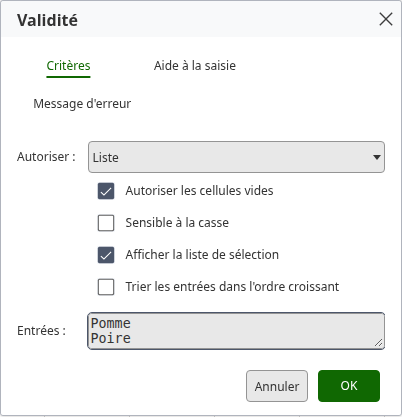 Validité
Critères
Aide à la saisie
Message d'erreur
Autoriser :
Liste
Autoriser les cellules vides
Sensible à la casse
Afficher la liste de sélection
Trier les entrées dans l'ordre croissant
Entrées :
Pomme
Poire
Annuler
OK